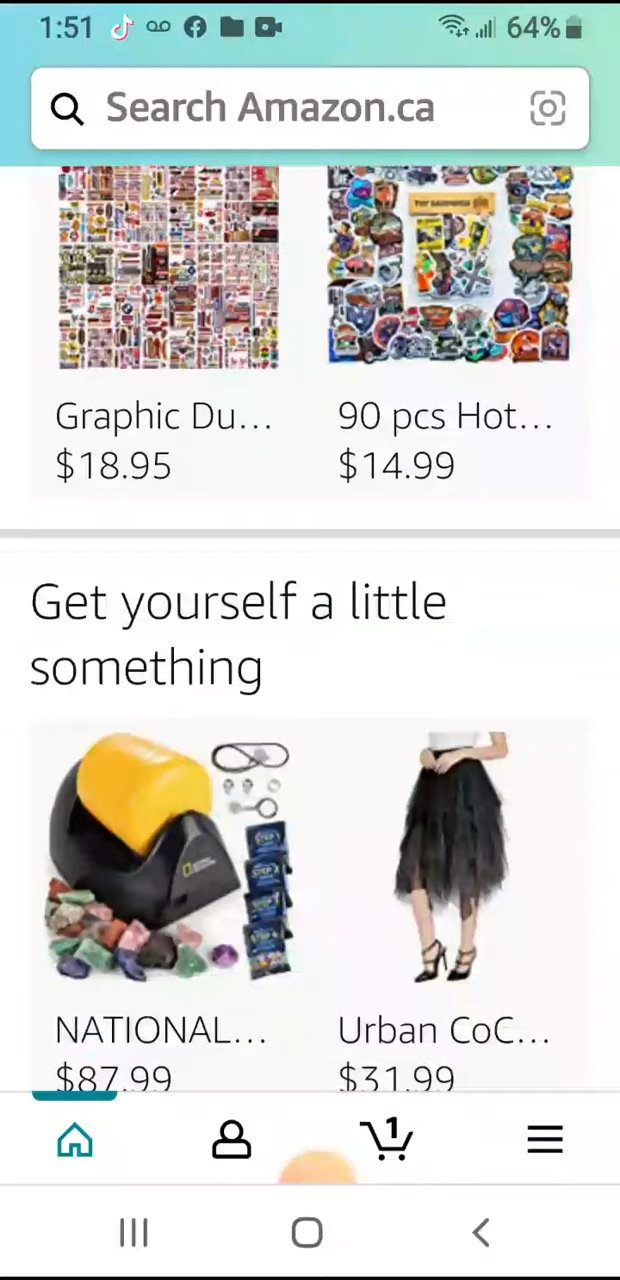 1:51
64%
Search Amazon.ca
Graphic Du...
90 pcs Hot...
$18.95
$14.99
Get yourself a little
something
NATIONAL...
Urban CoC...
$87.99
$31.99
1